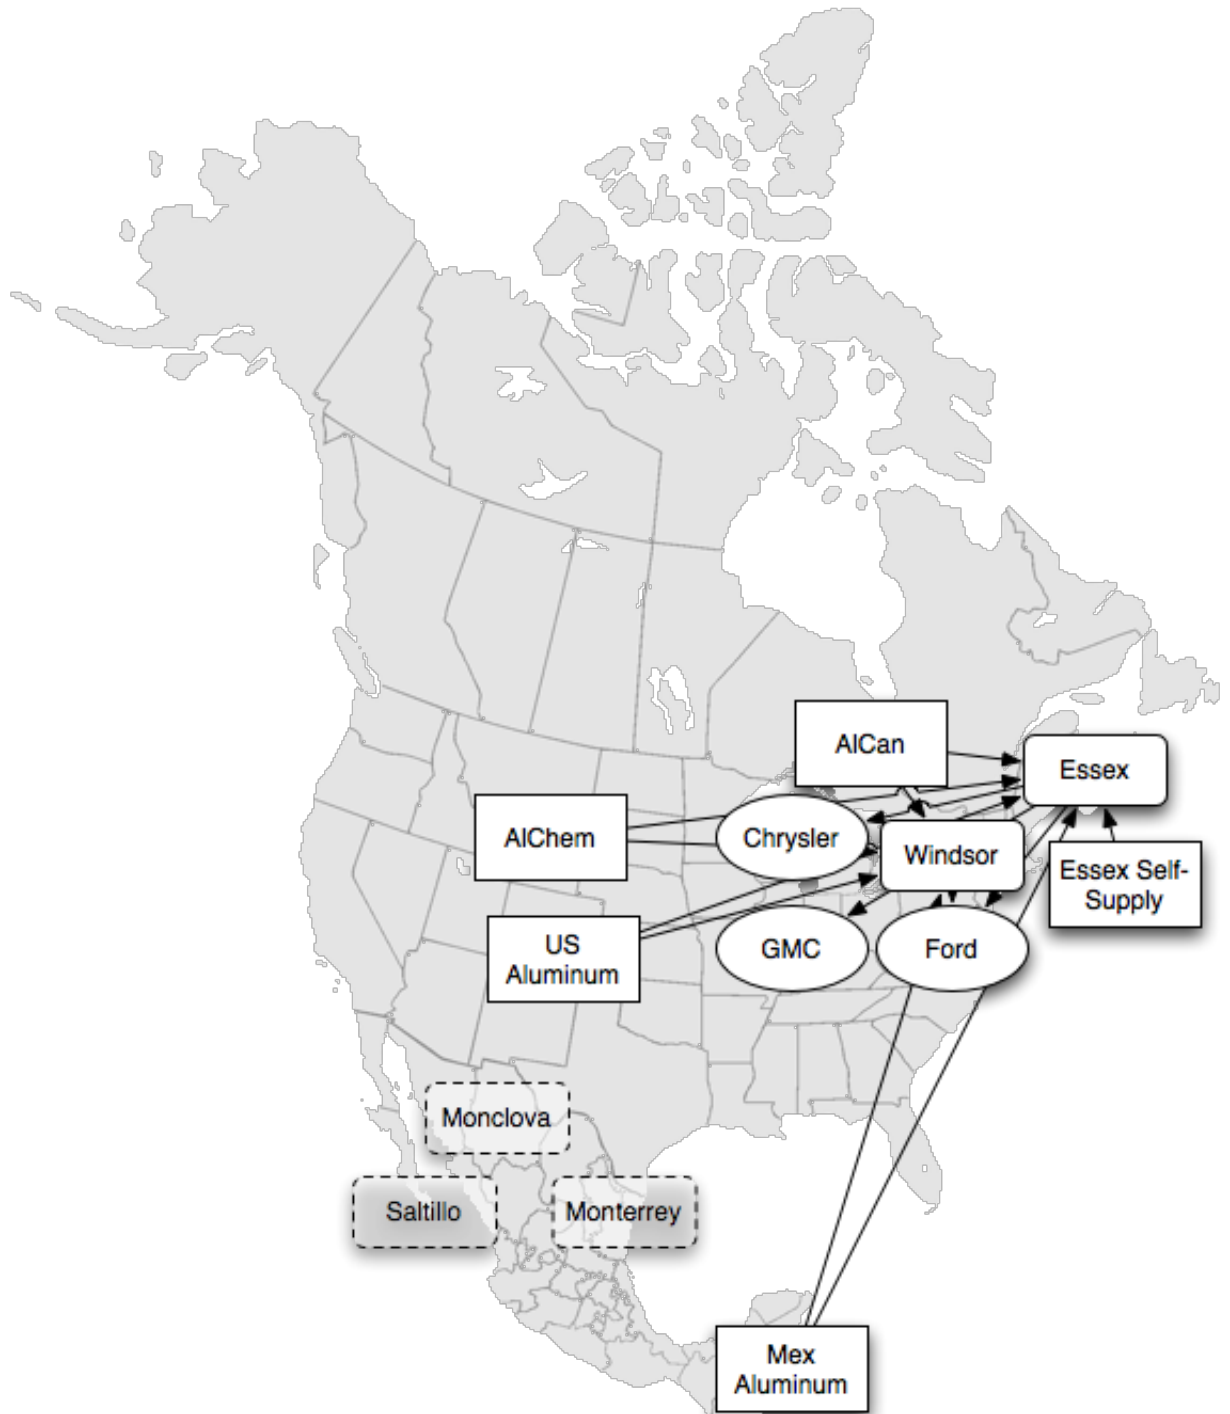 AlCan
Essex
AlChem
Chrysler
Windsor
Essex Self-
Supply
US
Aluminum
GMC
Ford
Monclova
Saltillo
Monterrey
Mex
Aluminum